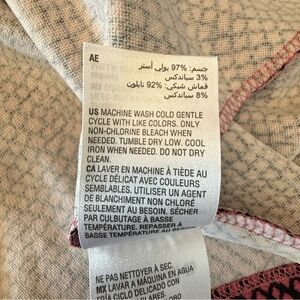 AE
جسم: 97% بولي أستر
3% سباندكس
قماش شبكي: 92% نايلون
8% سباندكس
US MACHINE WASH COLD GENTLE
CYCLE WITH LIKE COLORS. ONLY
NON-CHLORINE BLEACH WHEN
NEEDED. TUMBLE DRY LOW. COOL
IRON WHEN NEEDED. DO NOT DRY
CLEAN.
CA LAVER EN MACHINE À TIÈDE AU
CYCLE DÉLICAT AVEC COULEURS
SEMBLABLES. UTILISER UN AGENT
DE BLANCHIMENT NON CHLORÉ
SEULEMENT AU BESOIN. SÉCHER
PAR CULBUTAGE À BASSE
TEMPÉRATURE. REPASSER À
BASSE TEMPÉRATURE AU BESOIN.
NE PAS NETTOYER À SEC.
MX LAVAR A MÁQUINA EN AGUA
FRÍA CICLO DELICADO CON